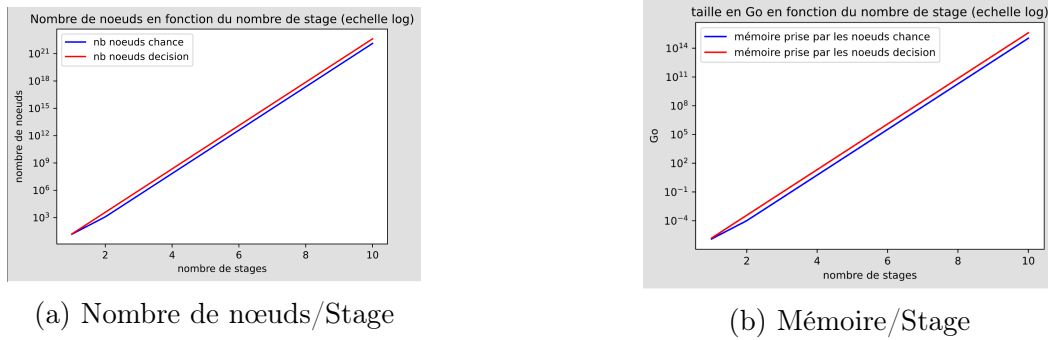 Nombre de noeuds en fonction du nombre de stage (echelle log)
nb noeuds chance
nb noeuds decision
10^21
10^18
10^15
10^12
10^9
10^6
10^3
nombre de noeuds
2 4 6 8 10
nombre de stages
(a) Nombre de nœuds/Stage
taille en Go en fonction du nombre de stage (echelle log)
mémoire prise par les noeuds chance
mémoire prise par les noeuds decision
10^14
10^11
10^8
10^5
10^2
10^−1
10^−4
Go
2 4 6 8 10
nombre de stages
(b) Mémoire/Stage